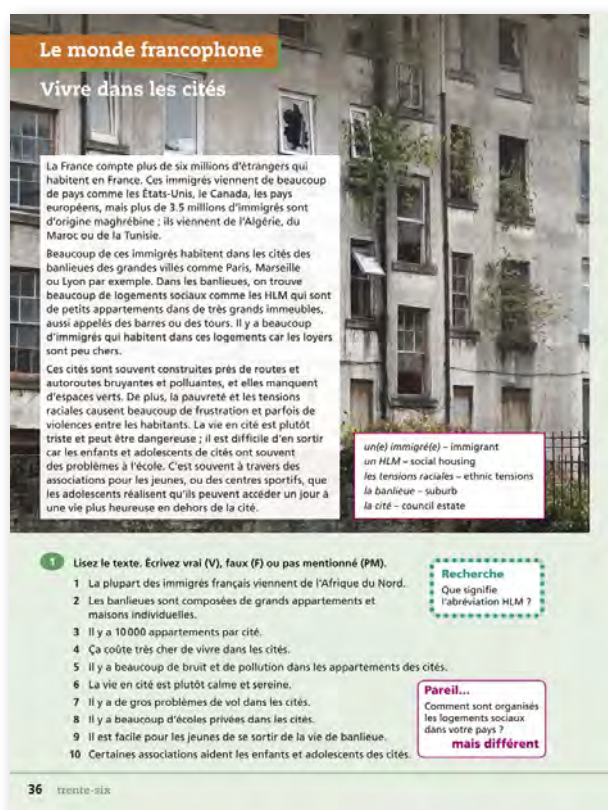 Le monde francophone
Vivre dans les cités
La France compte plus de six millions d'étrangers qui
habitent en France. Ces immigrés viennent de beaucoup
de pays comme les États-Unis, le Canada, les pays
européens, mais plus de 3.5 millions d'immigrés sont
d'origine maghrébine ; ils viennent de l'Algérie, du
Maroc ou de la Tunisie.
Beaucoup de ces immigrés habitent dans les cités des
banlieues des grandes villes comme Paris, Marseille
ou Lyon par exemple. Dans les banlieues, on trouve
beaucoup de logements sociaux comme les HLM qui sont
de petits appartements dans de très grands immeubles,
aussi appelés des barres ou des tours. Il y a beaucoup
d'immigrés qui habitent dans ces logements car les loyers
sont peu chers.
Ces cités sont souvent construites près de routes et
autoroutes bruyantes et polluantes, et elles manquent
d'espaces verts. De plus, la pauvreté et les tensions
raciales causent beaucoup de frustration et parfois de
violences entre les habitants. La vie en cité est plutôt
triste et peut être dangereuse ; il est difficile d'en sortir
car les enfants et adolescents de cités ont souvent
des problèmes à l'école. C'est souvent à travers des
associations pour les jeunes, ou des centres sportifs, que
les adolescents réalisent qu'ils peuvent accéder un jour à
une vie plus heureuse en dehors de la cité.
un(e) immigré(e) – immigrant
un HLM – social housing
les tensions raciales – ethnic tensions
la banlieue – suburb
la cité – council estate
1 Lisez le texte. Écrivez vrai (V), faux (F) ou pas mentionné (PM).
1 La plupart des immigrés français viennent de l'Afrique du Nord.
2 Les banlieues sont composées de grands appartements et
maisons individuelles.
3 Il y a 10000 appartements par cité.
4 Ça coûte très cher de vivre dans les cités.
5 Il y a beaucoup de bruit et de pollution dans les appartements des cités.
6 La vie en cité est plutôt calme et sereine.
7 Il y a de gros problèmes de vol dans les cités.
8 Il y a beaucoup d'écoles privées dans les cités.
9 Il est facile pour les jeunes de se sortir de la vie de banlieue.
10 Certaines associations aident les enfants et adolescents des cités.
Recherche
Que signifie
l'abréviation HLM ?
Pareil...
Comment sont organisés
les logements sociaux
dans votre pays ?
mais différent
36 trente-six